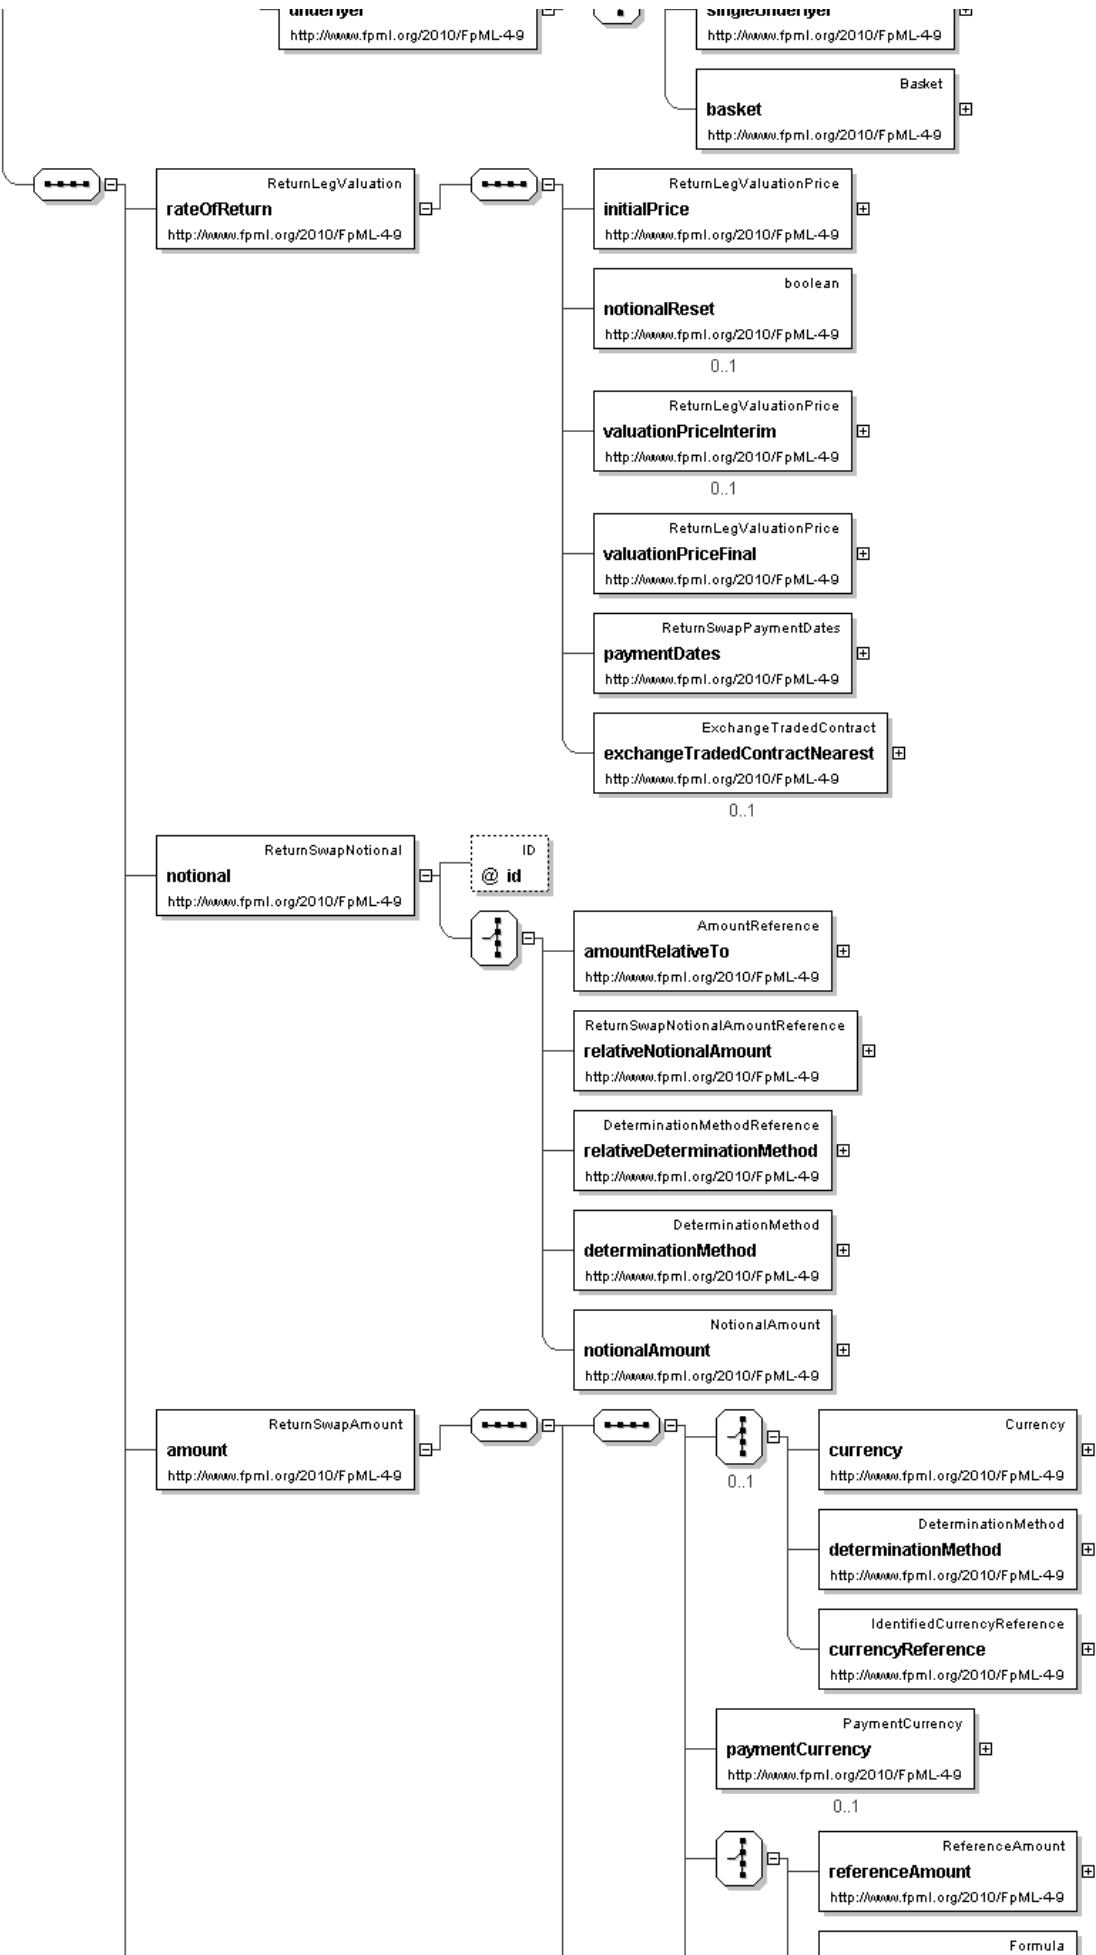 underlyer
http://www.fpml.org/2010/FpML-4-9
singleUnderlyer
http://www.fpml.org/2010/FpML-4-9
Basket
basket
http://www.fpml.org/2010/FpML-4-9
ReturnLegValuation
rateOfReturn
http://www.fpml.org/2010/FpML-4-9
ReturnLegValuationPrice
initialPrice
http://www.fpml.org/2010/FpML-4-9
boolean
notionalReset
http://www.fpml.org/2010/FpML-4-9
0..1
ReturnLegValuationPrice
valuationPriceInterim
http://www.fpml.org/2010/FpML-4-9
0..1
ReturnLegValuationPrice
valuationPriceFinal
http://www.fpml.org/2010/FpML-4-9
ReturnSwapPaymentDates
paymentDates
http://www.fpml.org/2010/FpML-4-9
ExchangeTradedContract
exchangeTradedContractNearest
http://www.fpml.org/2010/FpML-4-9
0..1
ReturnSwapNotional
notional
http://www.fpml.org/2010/FpML-4-9
ID
@ id
AmountReference
amountRelativeTo
http://www.fpml.org/2010/FpML-4-9
ReturnSwapNotionalAmountReference
relativeNotionalAmount
http://www.fpml.org/2010/FpML-4-9
DeterminationMethodReference
relativeDeterminationMethod
http://www.fpml.org/2010/FpML-4-9
DeterminationMethod
determinationMethod
http://www.fpml.org/2010/FpML-4-9
NotionalAmount
notionalAmount
http://www.fpml.org/2010/FpML-4-9
ReturnSwapAmount
amount
http://www.fpml.org/2010/FpML-4-9
0..1
Currency
currency
http://www.fpml.org/2010/FpML-4-9
DeterminationMethod
determinationMethod
http://www.fpml.org/2010/FpML-4-9
IdentifiedCurrencyReference
currencyReference
http://www.fpml.org/2010/FpML-4-9
PaymentCurrency
paymentCurrency
http://www.fpml.org/2010/FpML-4-9
0..1
ReferenceAmount
referenceAmount
http://www.fpml.org/2010/FpML-4-9
Formula